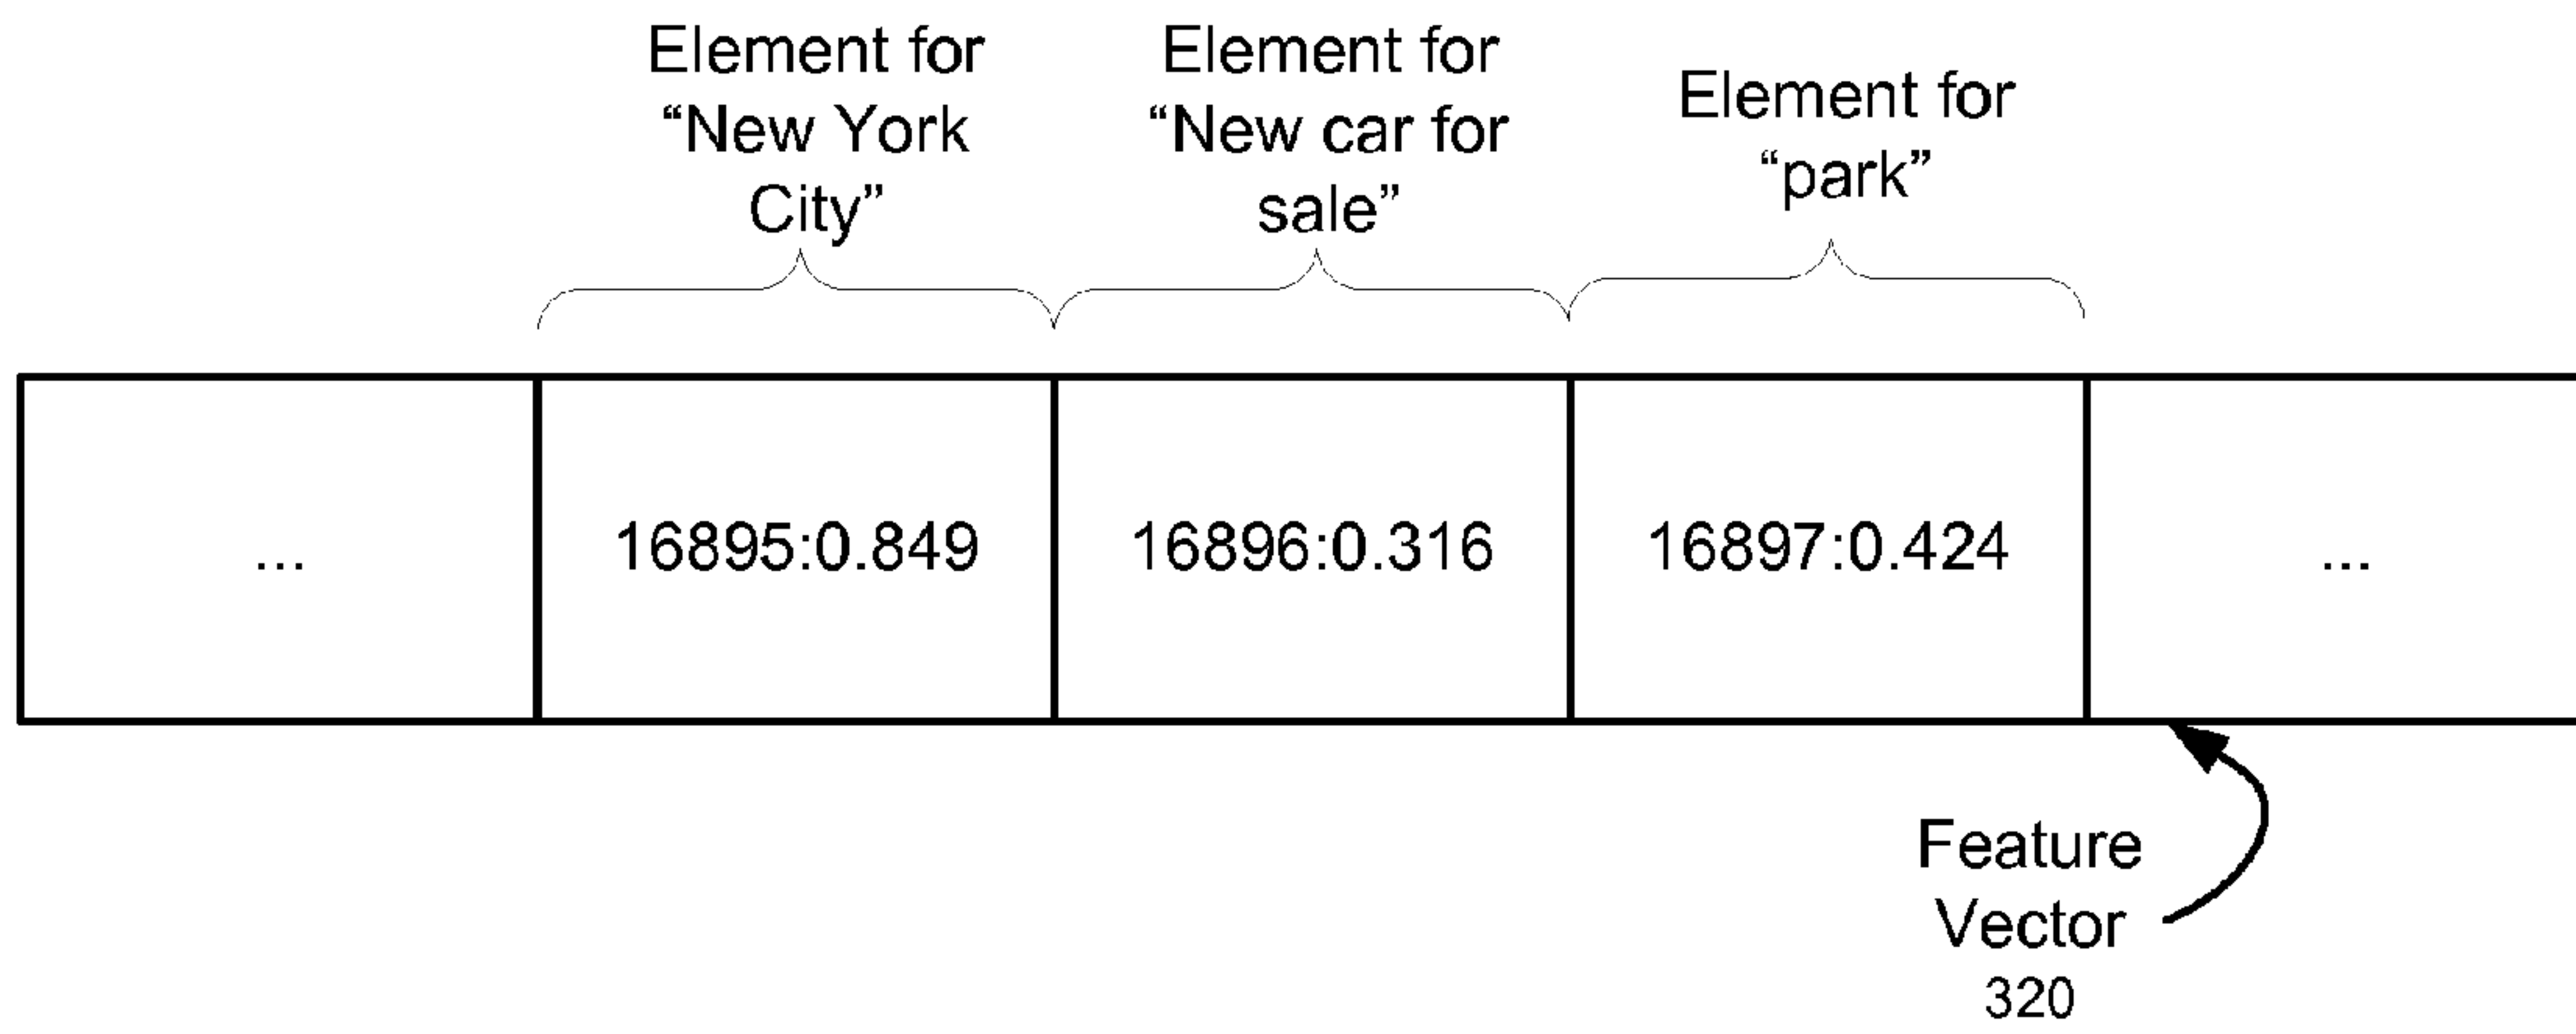 Element for
“New York
City”
Element for
“New car for
sale”
Element for
“park”
...
16895:0.849
16896:0.316
16897:0.424
...
Feature
Vector
320